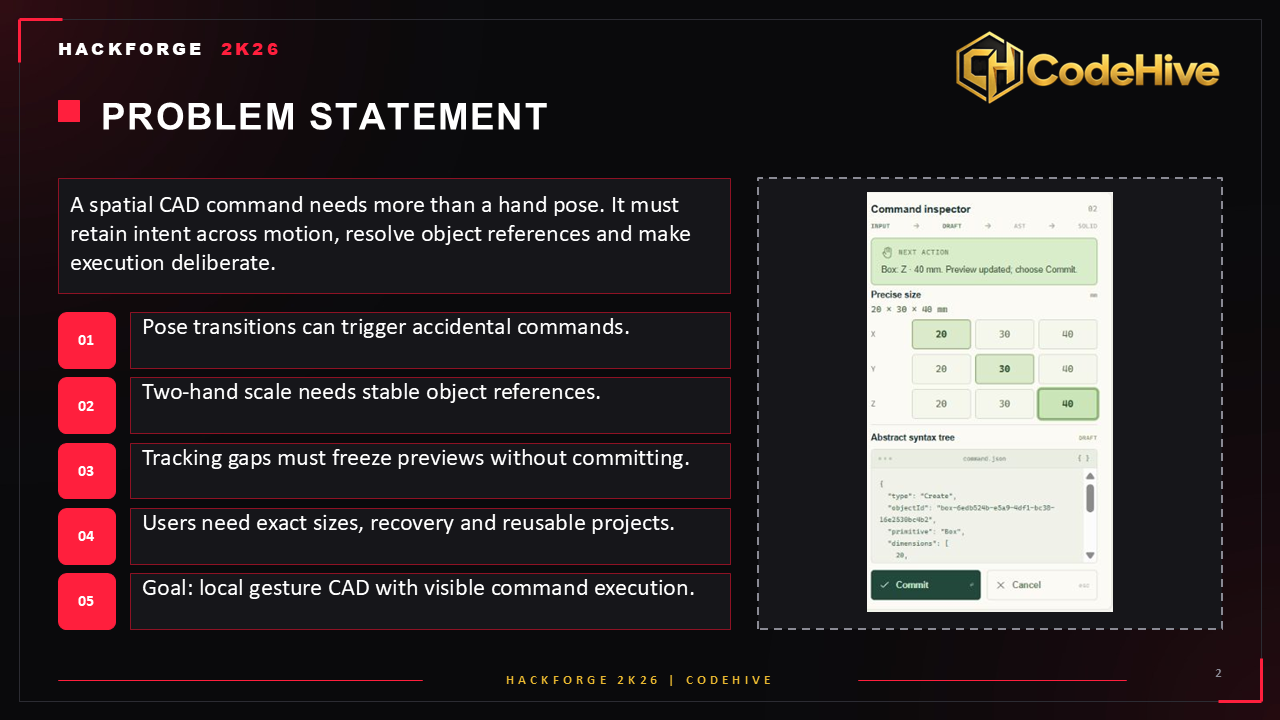 HACKFORGE 2K26
CodeHive
PROBLEM STATEMENT
A spatial CAD command needs more than a hand pose. It must
retain intent across motion, resolve object references and make
execution deliberate.
01 Pose transitions can trigger accidental commands.
02 Two-hand scale needs stable object references.
03 Tracking gaps must freeze previews without committing.
04 Users need exact sizes, recovery and reusable projects.
05 Goal: local gesture CAD with visible command execution.
Command inspector 02
INPUT → DRAFT → AST → SOLID
NEXT ACTION
Box: Z · 40 mm. Preview updated; choose Commit.
Precise size mm
20 × 30 × 40 mm
X 20 30 40
Y 20 30 40
Z 20 30 40
Abstract syntax tree DRAFT
command.json { }
{
"type": "Create",
"objectId": "box-6edb524b-e5a9-4df1-bc38-
16e2530bc4b2",
"primitive": "Box",
"dimensions": [
20,
Commit
Cancel
HACKFORGE 2K26 | CODEHIVE
2